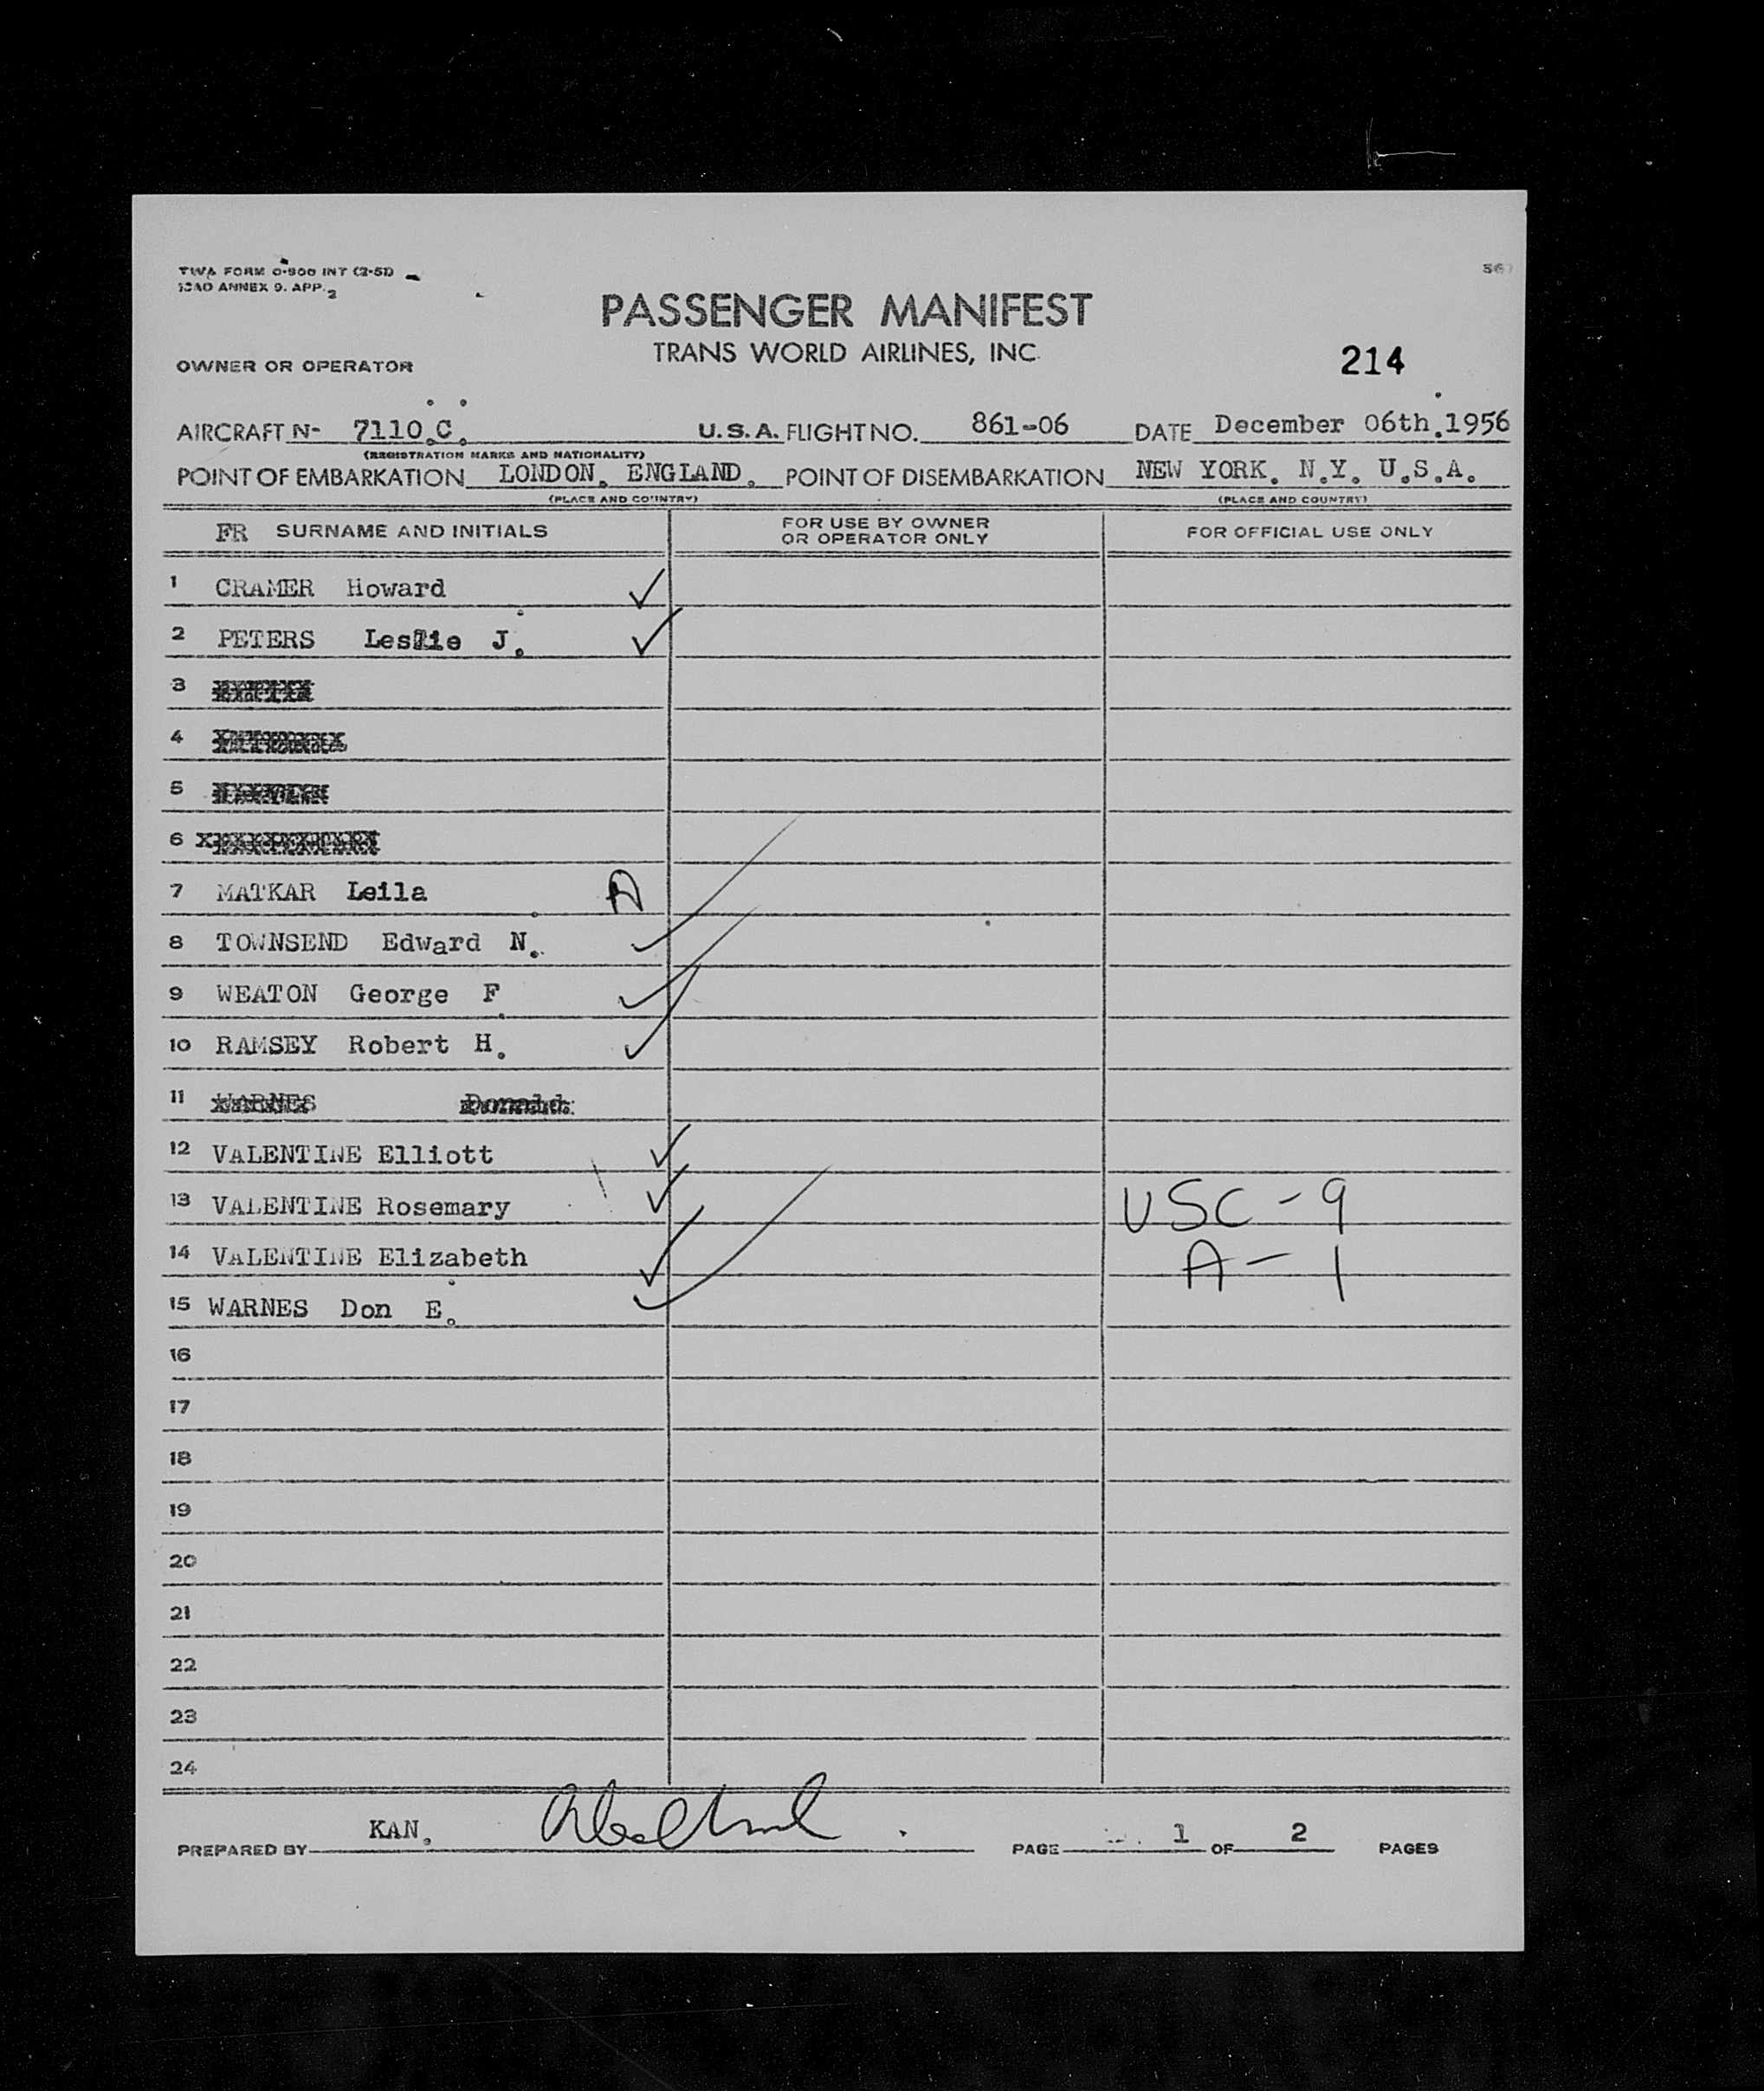 TWA FORM O-900 INT (2-51)
ICAO ANNEX 9. APP. 2
PASSENGER MANIFEST
TRANS WORLD AIRLINES, INC.
OWNER OR OPERATOR
214
AIRCRAFT N- 7110.C. U.S.A. FLIGHT NO. 861-06 DATE December 06th.1956
(REGISTRATION MARKS AND NATIONALITY)
POINT OF EMBARKATION LONDON. ENGLAND. POINT OF DISEMBARKATION NEW YORK. N.Y. U.S.A.
(PLACE AND COUNTRY) (PLACE AND COUNTRY)
FR SURNAME AND INITIALS FOR USE BY OWNER OR OPERATOR ONLY FOR OFFICIAL USE ONLY
1 CRAMER Howard ✓
2 PETERS Leslie J. ✓
3
4
5
6
7 MATKAR Leila A
8 TOWNSEND Edward N. ✓
9 WEATON George F. ✓
10 RAMSEY Robert H. ✓
11 WARNES Donald.
12 VALENTINE Elliott ✓
13 VALENTINE Rosemary ✓ USC - 9
14 VALENTINE Elizabeth ✓ A - 1
15 WARNES Don E. ✓
16
17
18
19
20
21
22
23
24
PREPARED BY KAN. PAGE 1 OF 2 PAGES